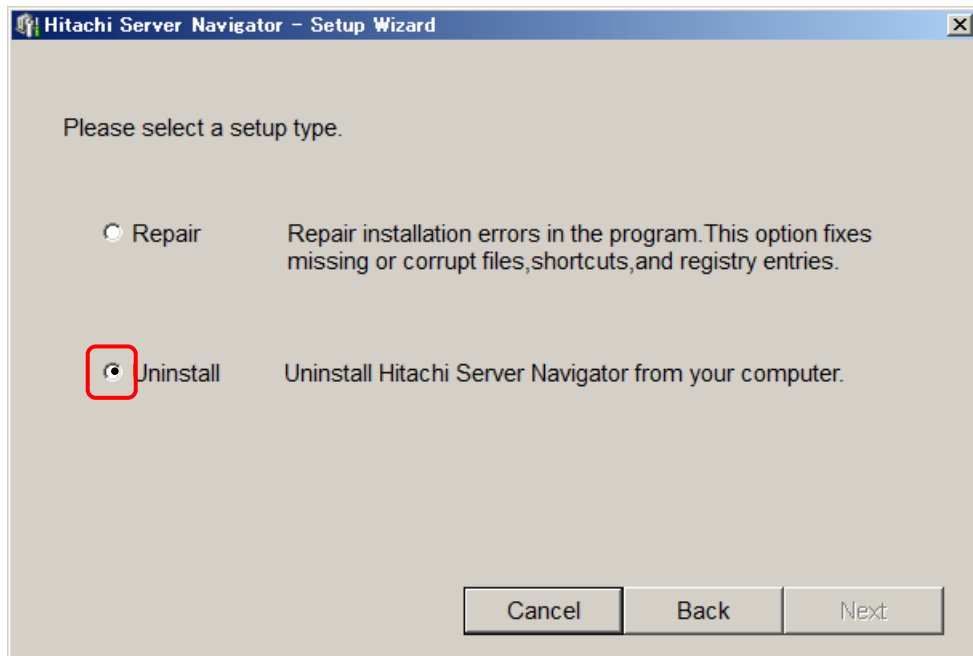 Hitachi Server Navigator - Setup Wizard
Please select a setup type.
Repair
Repair installation errors in the program.This option fixes
missing or corrupt files,shortcuts,and registry entries.
Uninstall
Uninstall Hitachi Server Navigator from your computer.
Cancel Back Next